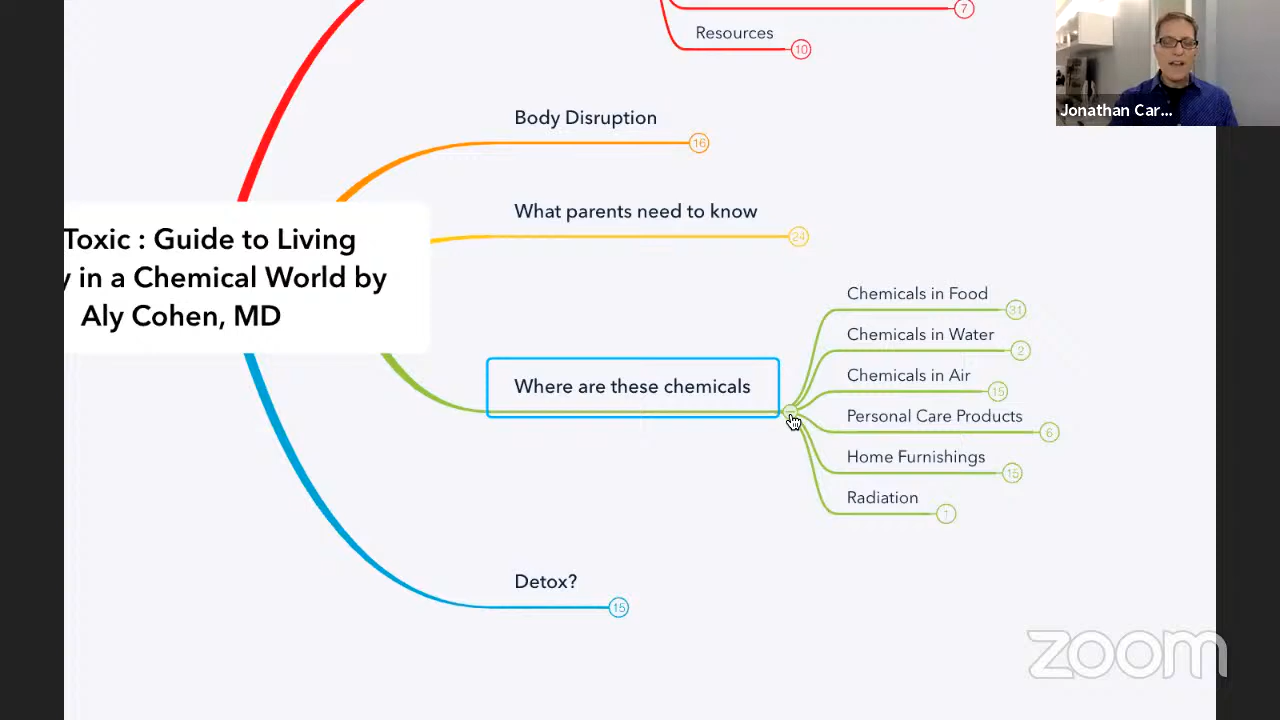 7
Resources
10
Jonathan Car...
Body Disruption
16
What parents need to know
24
Toxic : Guide to Living
y in a Chemical World by
Aly Cohen, MD
Where are these chemicals
Chemicals in Food
31
Chemicals in Water
2
Chemicals in Air
15
Personal Care Products
6
Home Furnishings
15
Radiation
1
Detox?
15
zoom